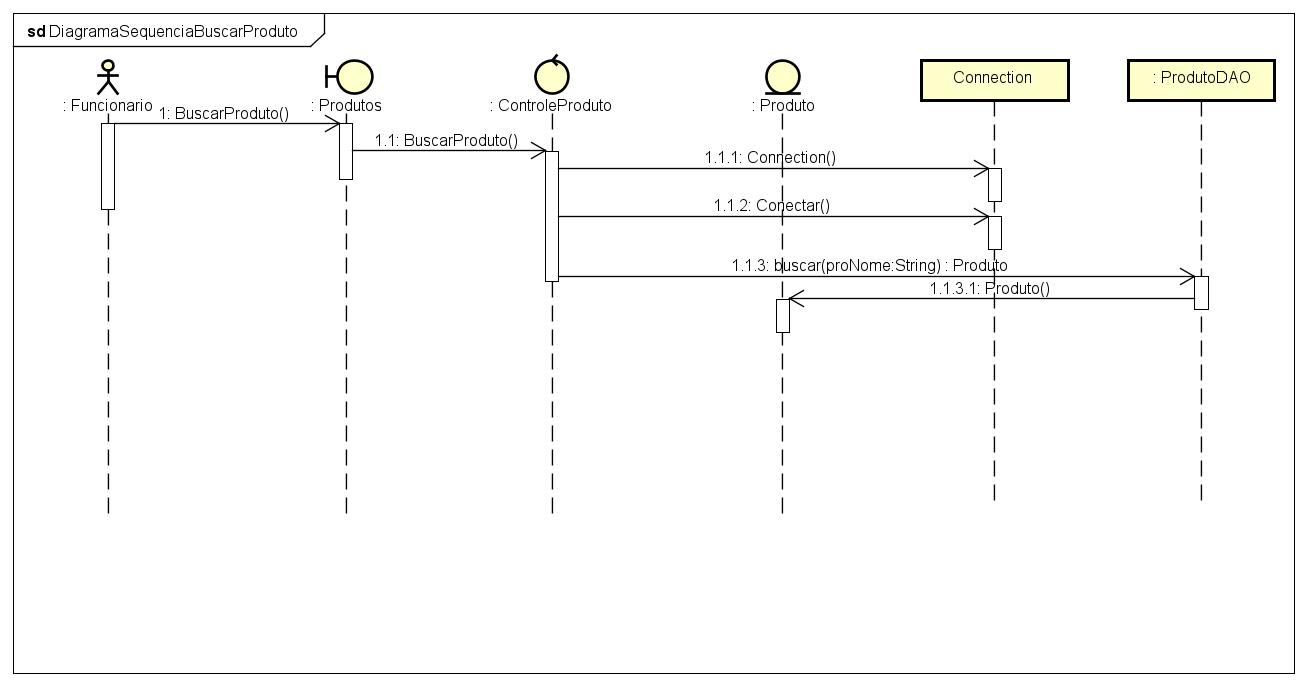 sd DiagramaSequenciaBuscarProduto
: Funcionario
: Produtos
: ControleProduto
: Produto
Connection
: ProdutoDAO
1: BuscarProduto()
1.1: BuscarProduto()
1.1.1: Connection()
1.1.2: Conectar()
1.1.3: buscar(proNome:String) : Produto
1.1.3.1: Produto()